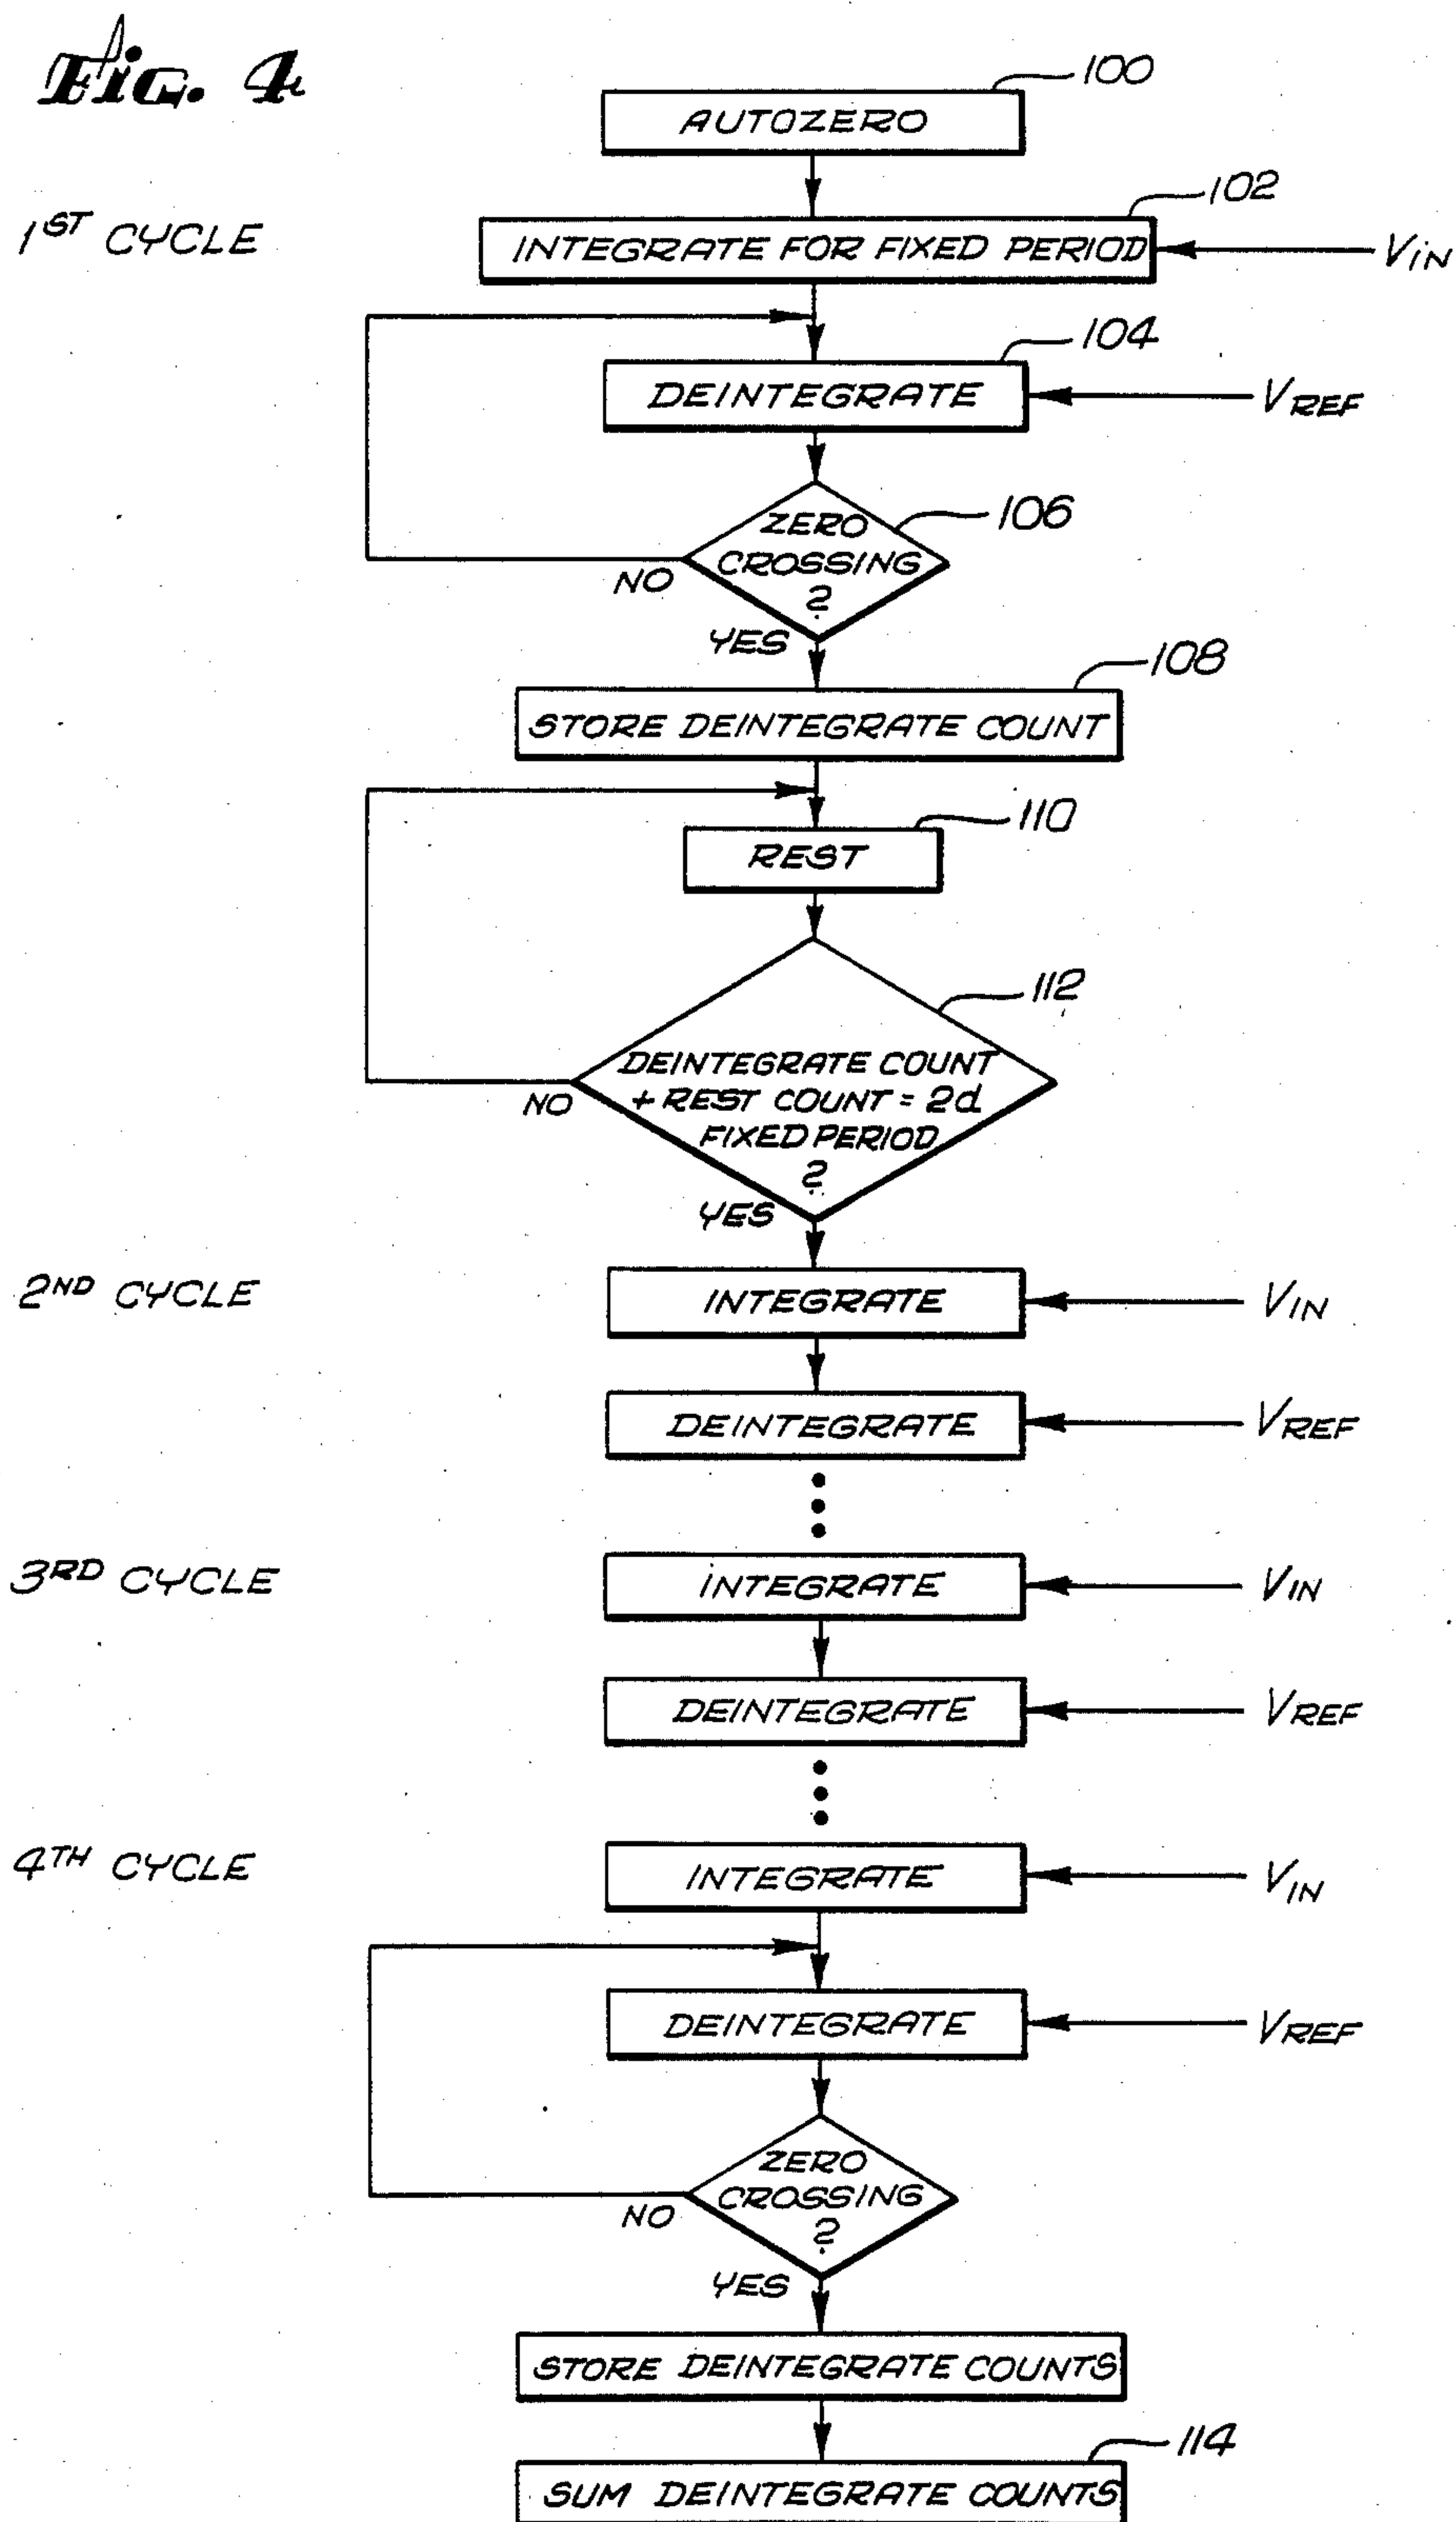 Fig. 4
100
AUTOZERO
102
1ST CYCLE
INTEGRATE FOR FIXED PERIOD
VIN
104
DEINTEGRATE
VREF
106
ZERO
CROSSING
?
NO
YES
108
STORE DEINTEGRATE COUNT
110
REST
112
DEINTEGRATE COUNT
+ REST COUNT = 2d
FIXED PERIOD
?
NO
YES
2ND CYCLE
INTEGRATE
VIN
DEINTEGRATE
VREF
3RD CYCLE
INTEGRATE
VIN
DEINTEGRATE
VREF
4TH CYCLE
INTEGRATE
VIN
DEINTEGRATE
VREF
ZERO
CROSSING
?
NO
YES
STORE DEINTEGRATE COUNTS
114
SUM DEINTEGRATE COUNTS